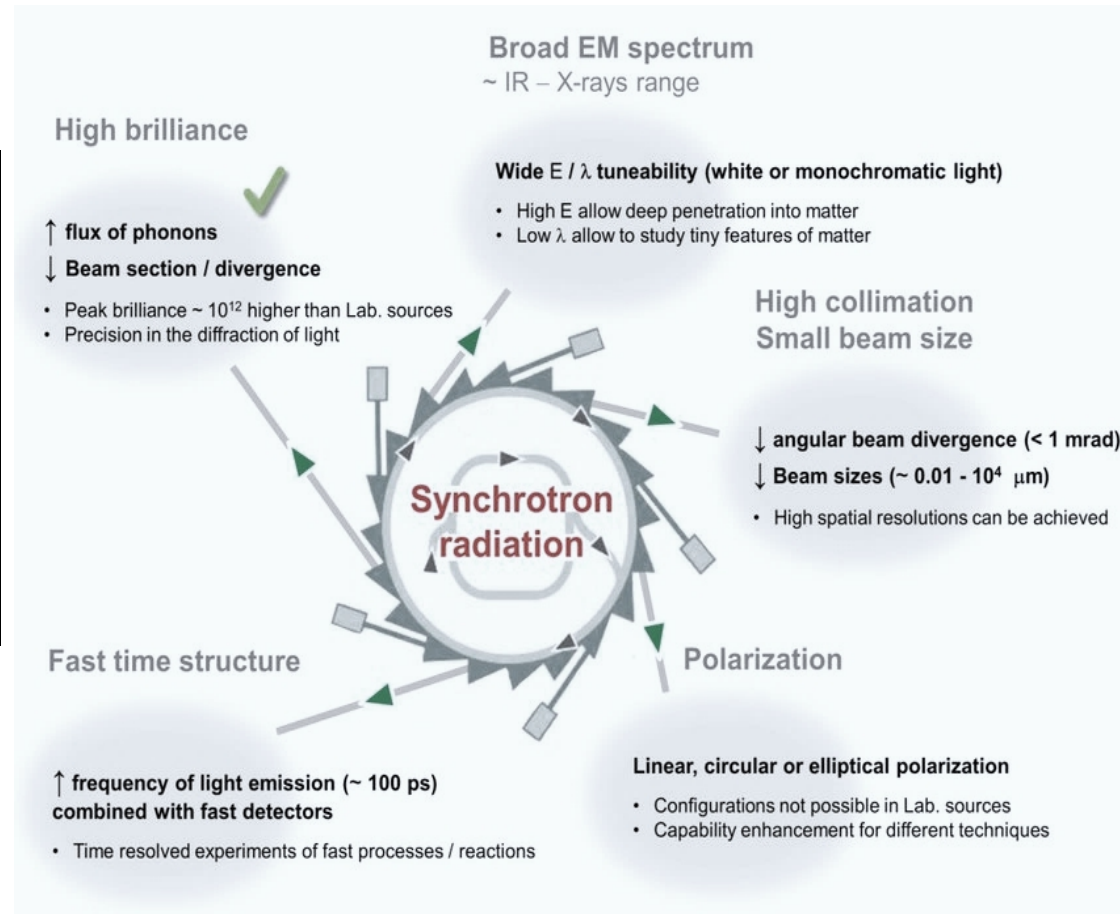 Broad EM spectrum
~ IR – X-rays range
High brilliance
Wide E / λ tuneability (white or monochromatic light)
• High E allow deep penetration into matter
• Low λ allow to study tiny features of matter
↑ flux of phonons
↓ Beam section / divergence
• Peak brilliance ~ 10¹² higher than Lab. sources
• Precision in the diffraction of light
High collimation
Small beam size
↓ angular beam divergence (< 1 mrad)
↓ Beam sizes (~ 0.01 - 10⁴ μm)
• High spatial resolutions can be achieved
Synchrotron
radiation
Fast time structure
↑ frequency of light emission (~ 100 ps)
combined with fast detectors
• Time resolved experiments of fast processes / reactions
Polarization
Linear, circular or elliptical polarization
• Configurations not possible in Lab. sources
• Capability enhancement for different techniques